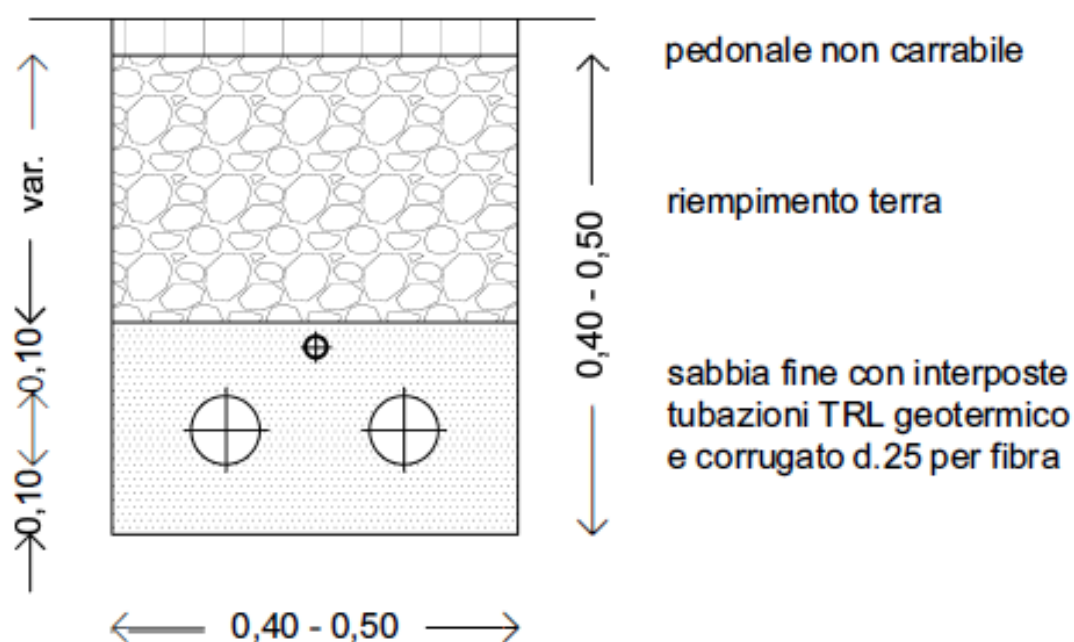 pedonale non carrabile
var.
riempimento terra
0,40 - 0,50
0,10
sabbia fine con interposte
tubazioni TRL geotermico
e corrugato d.25 per fibra
0,10
0,40 - 0,50